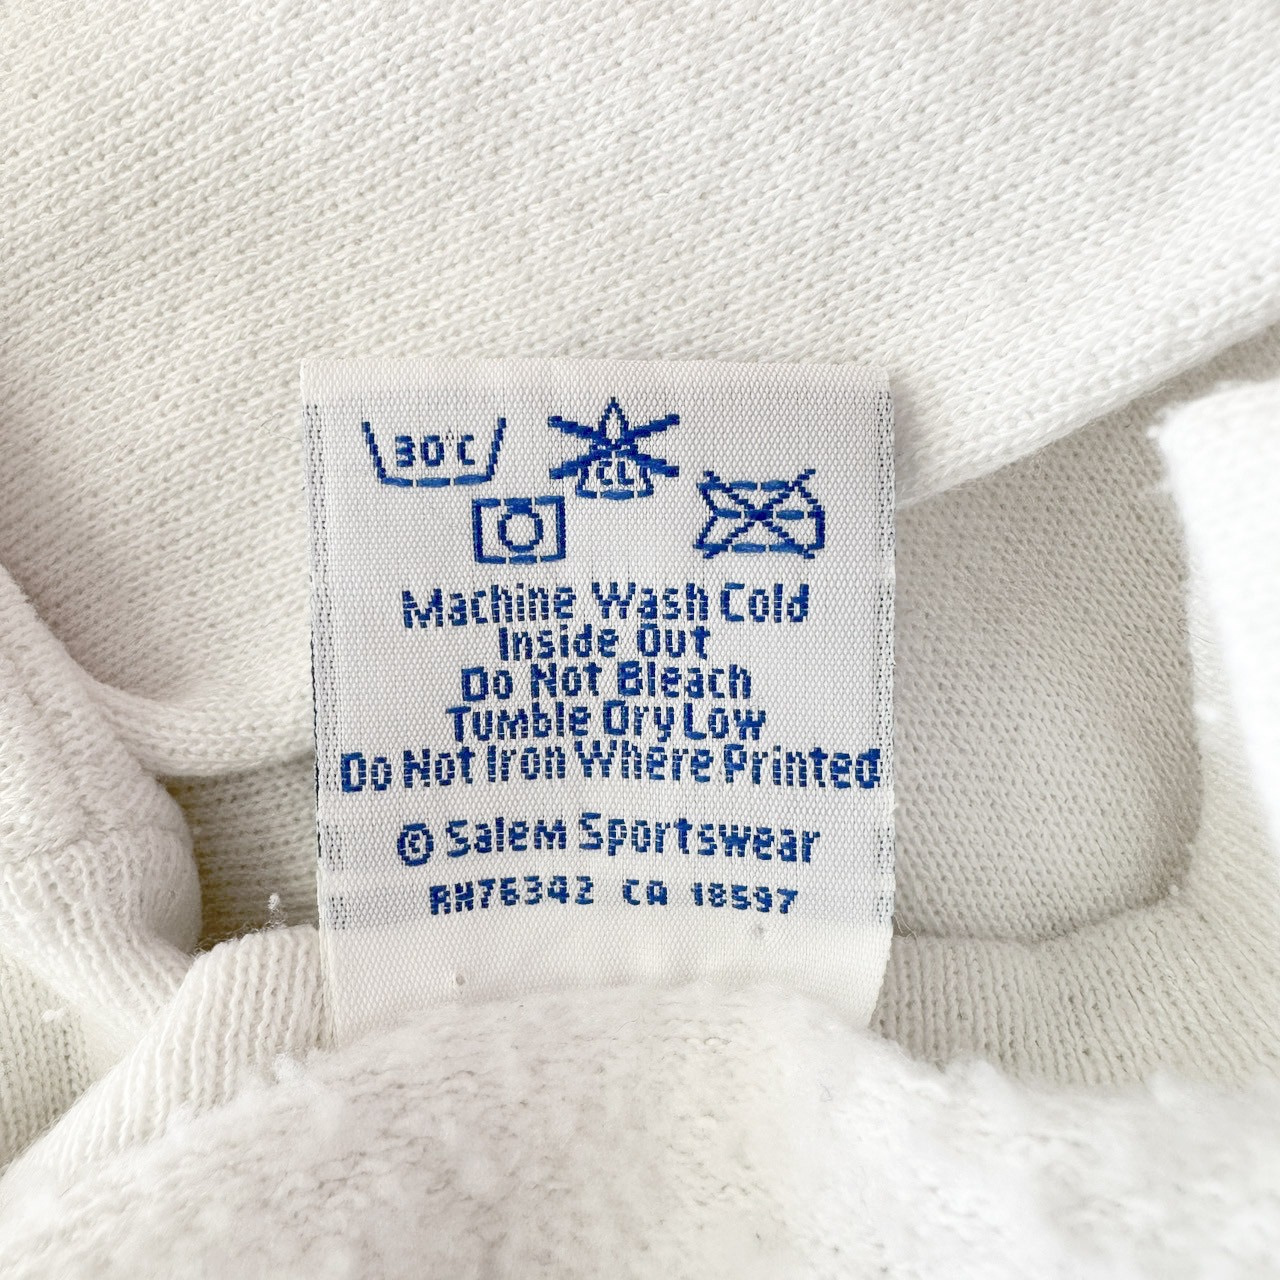 30°C
CL
Machine Wash Cold
Inside Out
Do Not Bleach
Tumble Dry Low
Do Not Iron Where Printed
© Salem Sportswear
RN76342 CA 18597